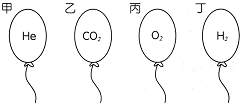 甲 乙 丙 丁
He CO₂ O₂ H₂